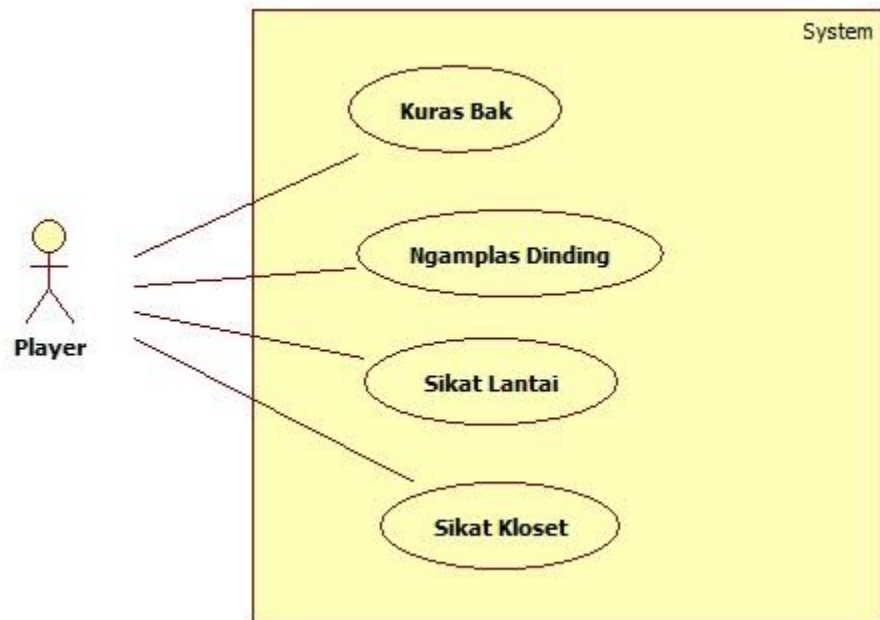 System
Kuras Bak
Ngamplas Dinding
Player
Sikat Lantai
Sikat Kloset